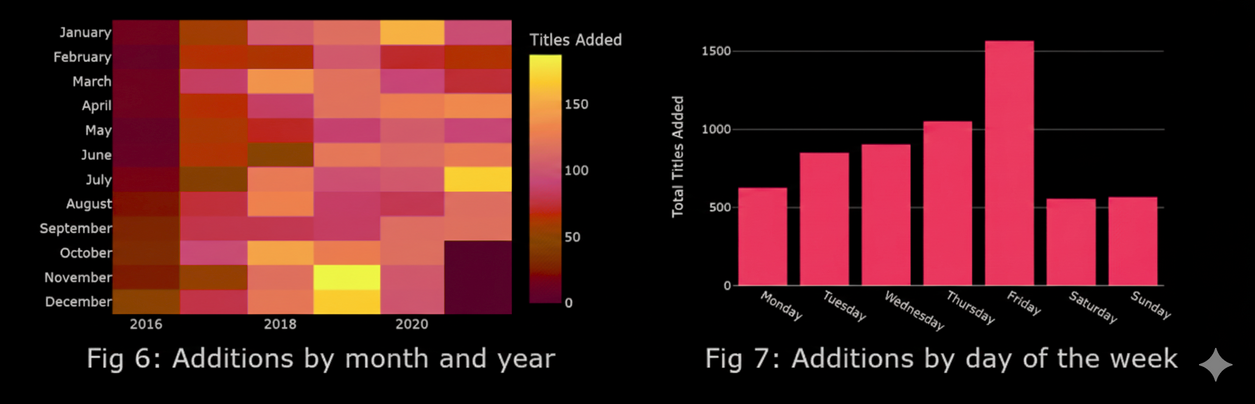 January
February
March
April
May
June
July
August
September
October
November
December
2016
2018
2020
Titles Added
150
100
50
0
Fig 6: Additions by month and year
Total Titles Added
1500
1000
500
0
Monday
Tuesday
Wednesday
Thursday
Friday
Saturday
Sunday
Fig 7: Additions by day of the week